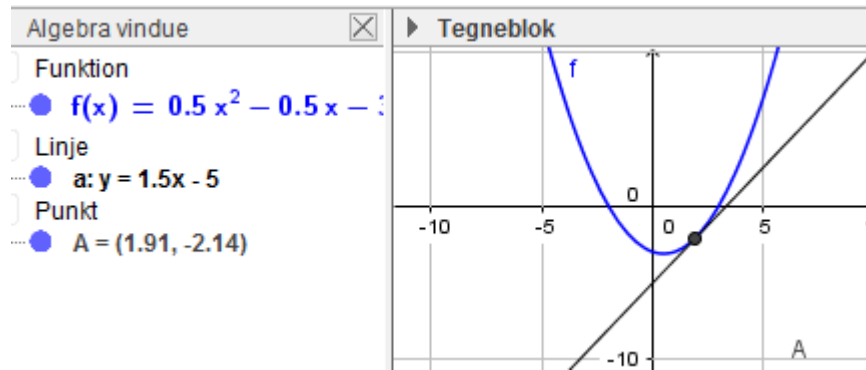 Algebra vindue
Funktion
f(x) = 0.5 x² − 0.5 x −
Linje
a: y = 1.5x - 5
Punkt
A = (1.91, -2.14)
Tegneblok
f
0
-10 -5 0 5
-10
A